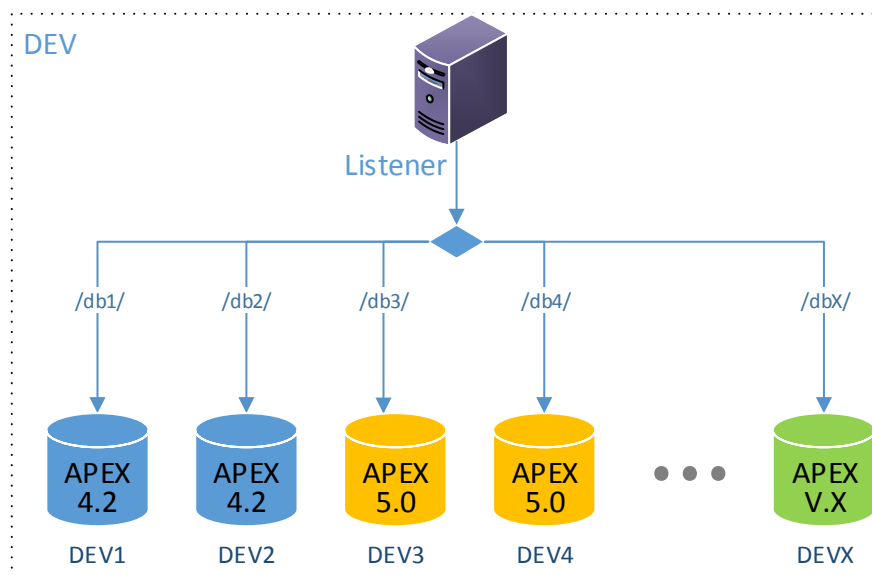 DEV
Listener
/db1/ /db2/ /db3/ /db4/ /dbX/
APEX APEX APEX APEX APEX
4.2 4.2 5.0 5.0 V.X
DEV1 DEV2 DEV3 DEV4 DEVX